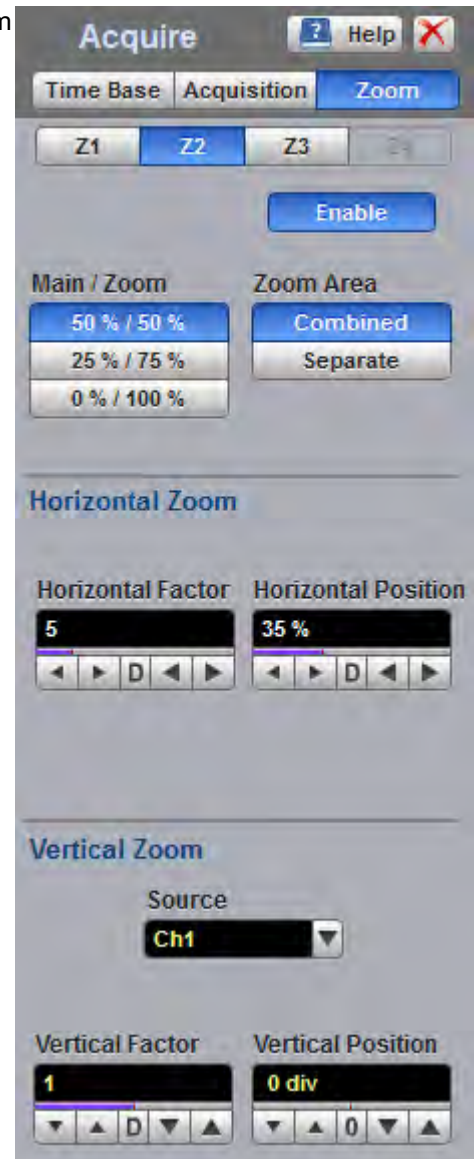 m
Acquire ? Help
Time Base Acquisition Zoom
Z1 Z2 Z3 Z4
Enable
Main / Zoom Zoom Area
50 % / 50 % Combined
25 % / 75 % Separate
0 % / 100 %
Horizontal Zoom
Horizontal Factor Horizontal Position
5 35 %
D D
Vertical Zoom
Source
Ch1
Vertical Factor Vertical Position
1 0 div
D 0